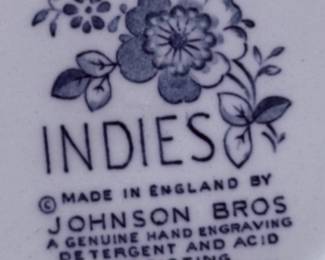 INDIES
© MADE IN ENGLAND BY
JOHNSON BROS
A GENUINE HAND ENGRAVING
DETERGENT AND ACID